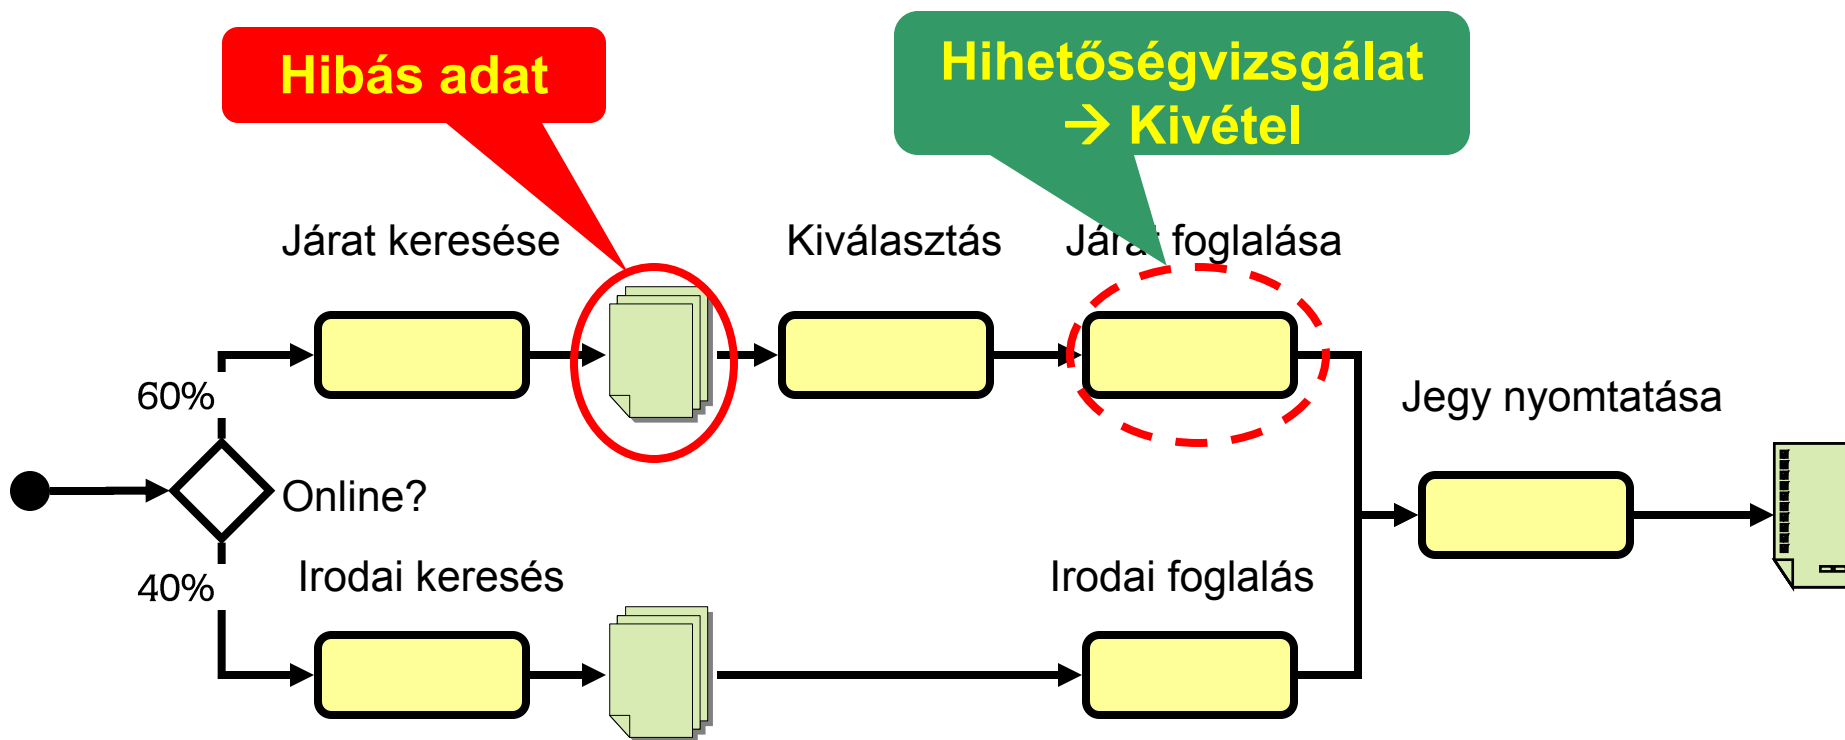 Hibás adat
Hihetőségvizsgálat
→ Kivétel
Járat keresése
Kiválasztás
Járat foglalása
60%
Jegy nyomtatása
Online?
40%
Irodai keresés
Irodai foglalás